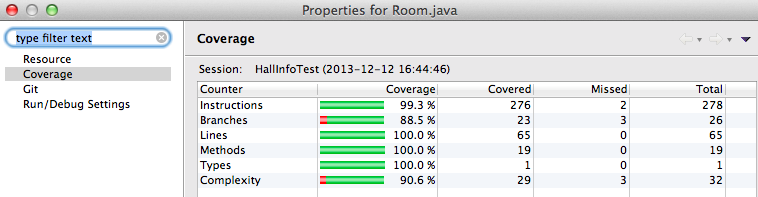 Properties for Room.java
type filter text
Resource
Coverage
Git
Run/Debug Settings
Coverage
Session: HallInfoTest (2013-12-12 16:44:46)
Counter Coverage Covered Missed Total
Instructions 99.3 % 276 2 278
Branches 88.5 % 23 3 26
Lines 100.0 % 65 0 65
Methods 100.0 % 19 0 19
Types 100.0 % 1 0 1
Complexity 90.6 % 29 3 32